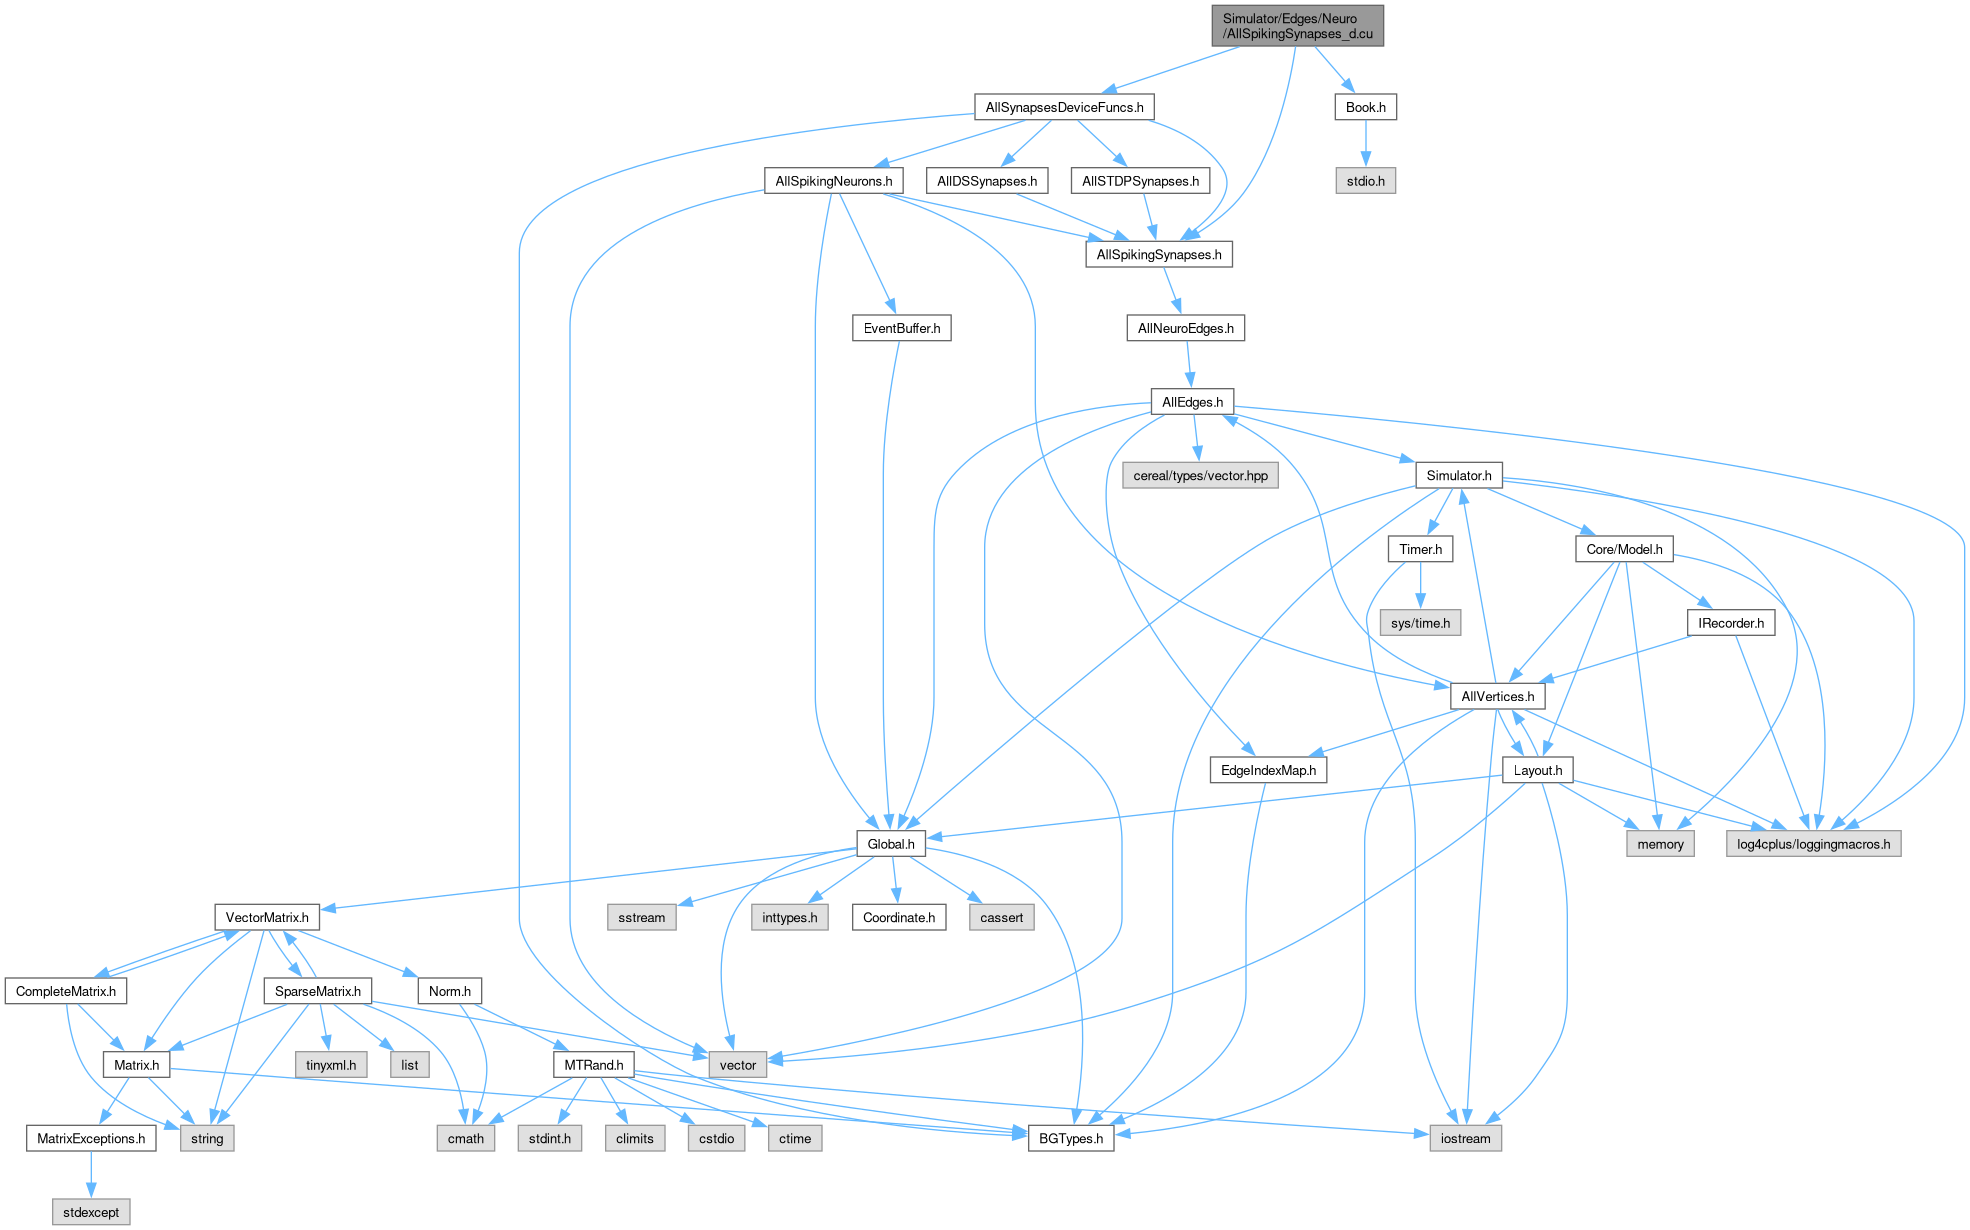 Simulator/Edges/Neuro
/AllSpikingSynapses_d.cu
AllSynapsesDeviceFuncs.h
Book.h
AllSpikingNeurons.h
AllDSSynapses.h
AllSTDPSynapses.h
stdio.h
AllSpikingSynapses.h
EventBuffer.h
AllNeuroEdges.h
AllEdges.h
cereal/types/vector.hpp
Simulator.h
Timer.h
Core/Model.h
sys/time.h
IRecorder.h
AllVertices.h
EdgeIndexMap.h
Layout.h
Global.h
memory
log4cplus/loggingmacros.h
VectorMatrix.h
sstream
inttypes.h
Coordinate.h
cassert
CompleteMatrix.h
SparseMatrix.h
Norm.h
Matrix.h
tinyxml.h
list
MTRand.h
vector
MatrixExceptions.h
string
cmath
stdint.h
climits
cstdio
ctime
BGTypes.h
iostream
stdexcept